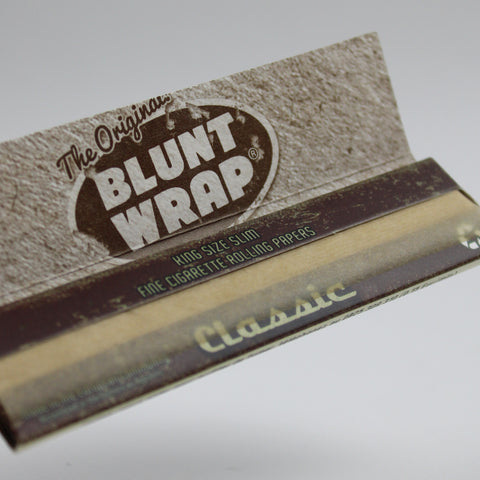 The Original
BLUNT
WRAP®
KING SIZE SLIM
FINE CIGARETTE ROLLING PAPERS
Classic